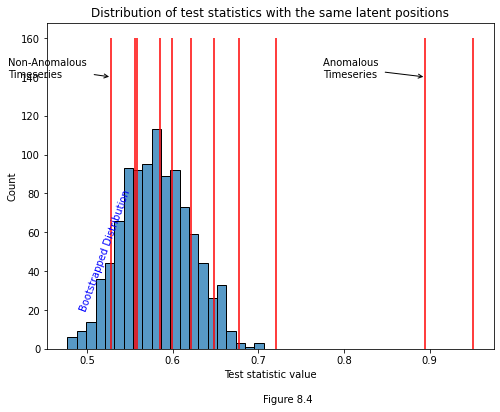 Distribution of test statistics with the same latent positions
160
Non-Anomalous
Timeseries
Anomalous
Timeseries
140
120
100
80
60
40
20
0
Count
Bootstrapped Distribution
0.5 0.6 0.7 0.8 0.9
Test statistic value
Figure 8.4